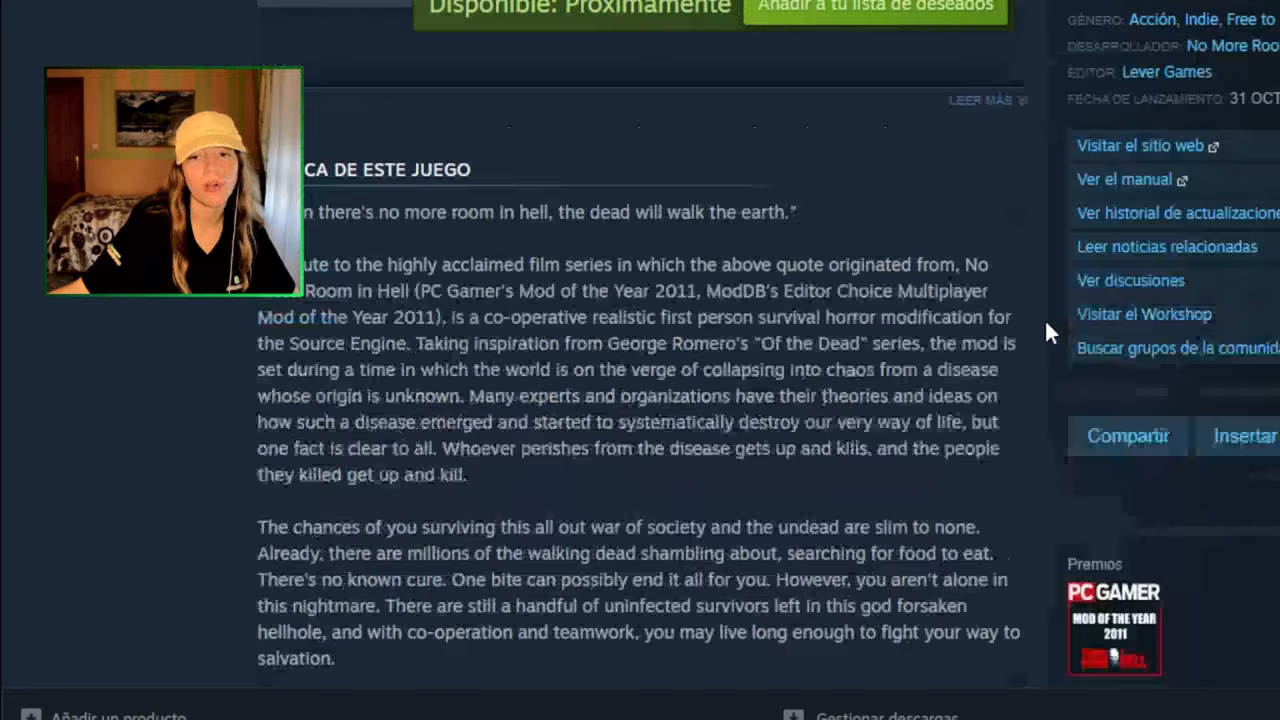 Disponible: Próximamente
Añadir a tu lista de deseados
LEER MÁS
CA DE ESTE JUEGO
there's no more room in hell, the dead will walk the earth."
to the highly acclaimed film series in which the above quote originated from, No
Room in Hell (PC Gamer's Mod of the Year 2011, ModDB's Editor Choice Multiplayer
Mod of the Year 2011), is a co-operative realistic first person survival horror modification for
the Source Engine. Taking inspiration from George Romero's "Of the Dead" series, the mod is
set during a time in which the world is on the verge of collapsing into chaos from a disease
whose origin is unknown. Many experts and organizations have their theories and ideas on
how such a disease emerged and started to systematically destroy our very way of life, but
one fact is clear to all. Whoever perishes from the disease gets up and kills, and the people
they killed get up and kill.
The chances of you surviving this all out war of society and the undead are slim to none.
Already, there are millions of the walking dead shambling about, searching for food to eat.
There's no known cure. One bite can possibly end it all for you. However, you aren't alone in
this nightmare. There are still a handful of uninfected survivors left in this god forsaken
hellhole, and with co-operation and teamwork, you may live long enough to fight your way to
salvation.
GÉNERO: Acción, Indie, Free to
DESARROLLADOR: No More Roo
EDITOR: Lever Games
FECHA DE LANZAMIENTO: 31 OCT
Visitar el sitio web
Ver el manual
Ver historial de actualizacione
Leer noticias relacionadas
Ver discusiones
Visitar el Workshop
Buscar grupos de la comunid
Compartir
Insertar
Premios
PC GAMER
MOD OF THE YEAR
2011
Añadir un producto
Gestionar descargas